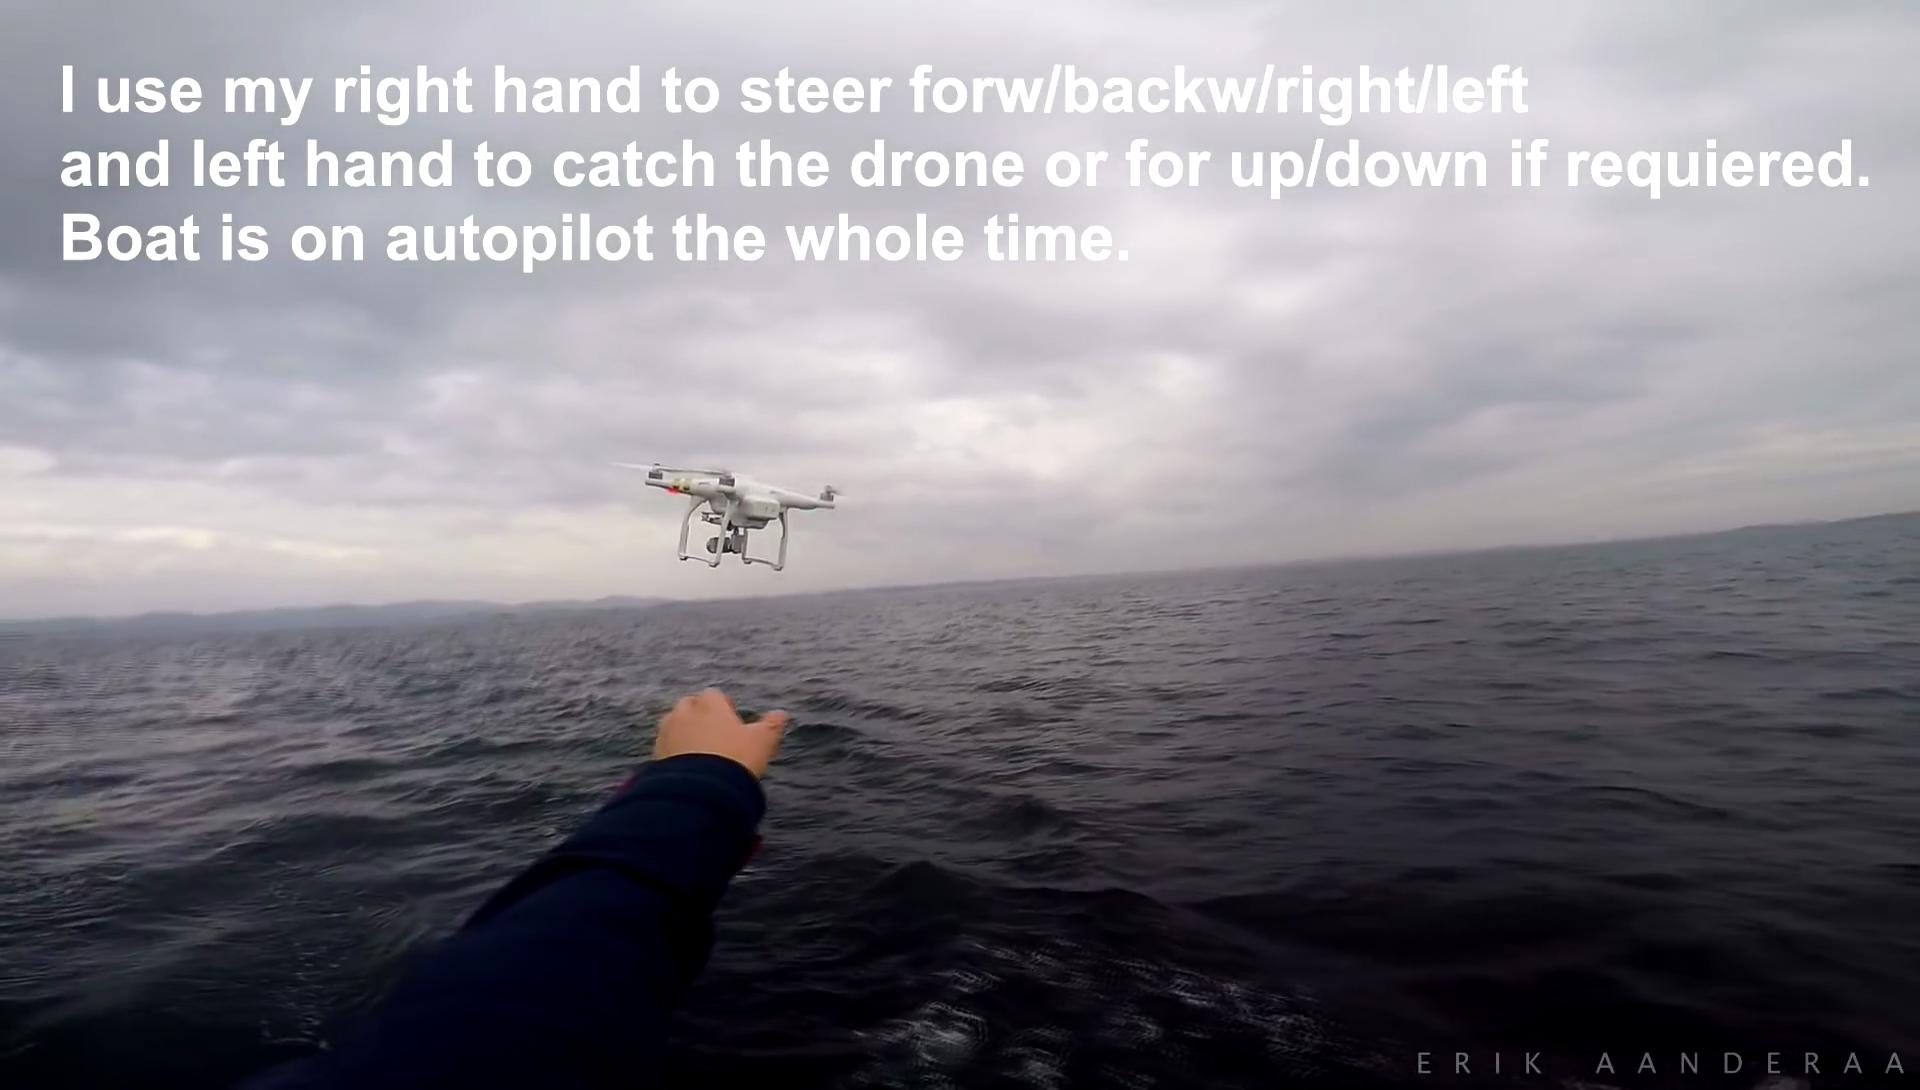 I use my right hand to steer forw/backw/right/left
and left hand to catch the drone or for up/down if requiered.
Boat is on autopilot the whole time.
ERIK AANDERAA